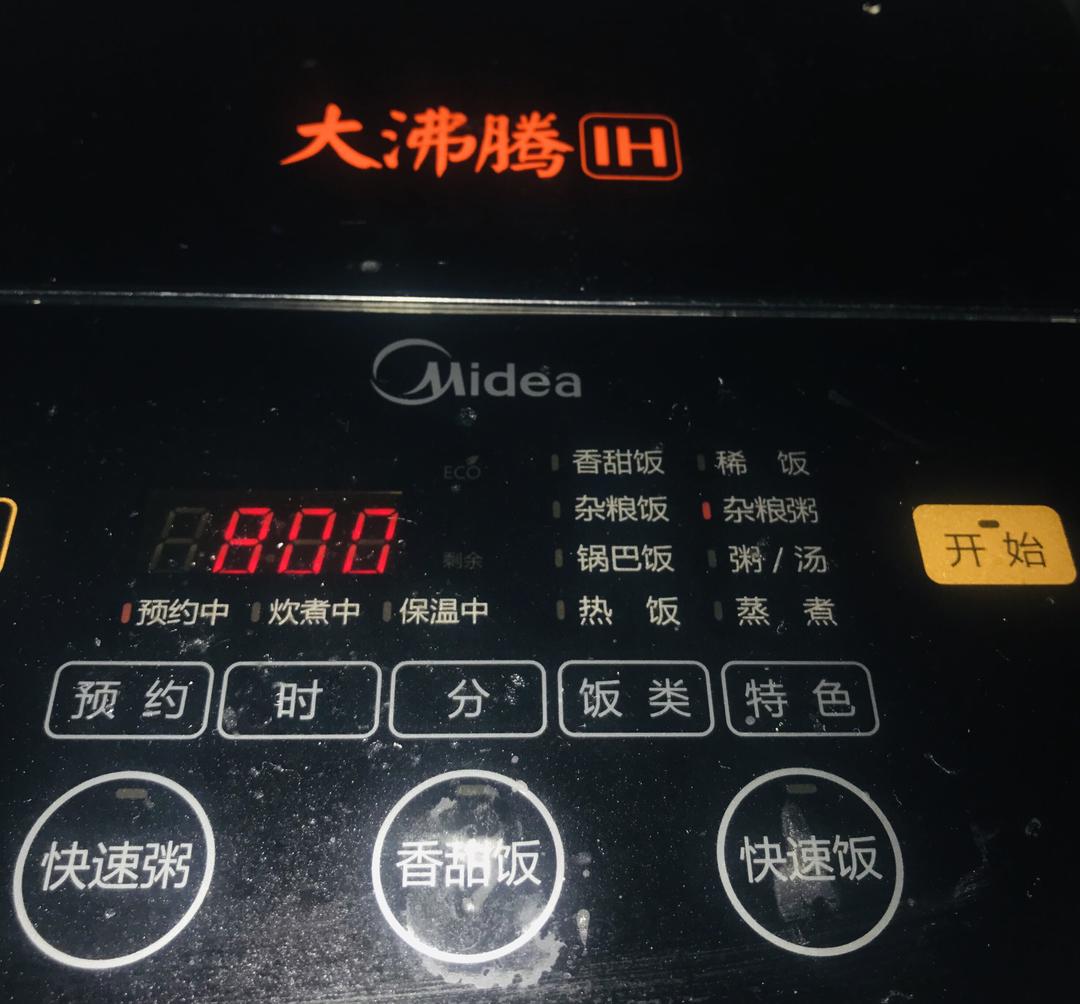 大沸腾 IH
Midea
ECO
香甜饭 稀饭
杂粮饭 杂粮粥
800
剩余
锅巴饭 粥/汤
开始
预约中 炊煮中 保温中
热饭 蒸煮
预约 时 分 饭类 特色
快速粥 香甜饭 快速饭